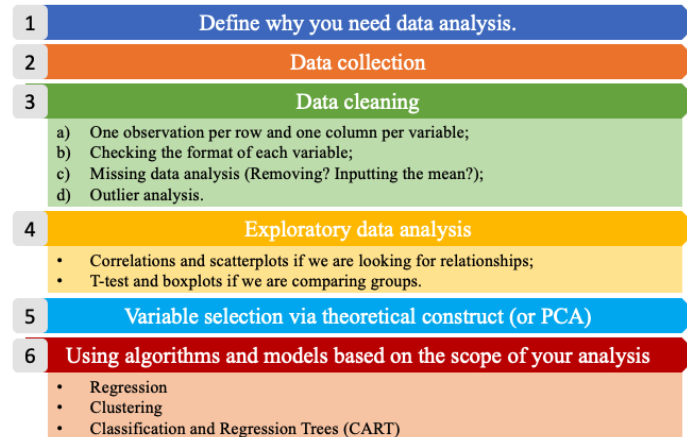 1 Define why you need data analysis.
2 Data collection
3 Data cleaning
a) One observation per row and one column per variable;
b) Checking the format of each variable;
c) Missing data analysis (Removing? Inputting the mean?);
d) Outlier analysis.
4 Exploratory data analysis
• Correlations and scatterplots if we are looking for relationships;
• T-test and boxplots if we are comparing groups.
5 Variable selection via theoretical construct (or PCA)
6 Using algorithms and models based on the scope of your analysis
• Regression
• Clustering
• Classification and Regression Trees (CART)